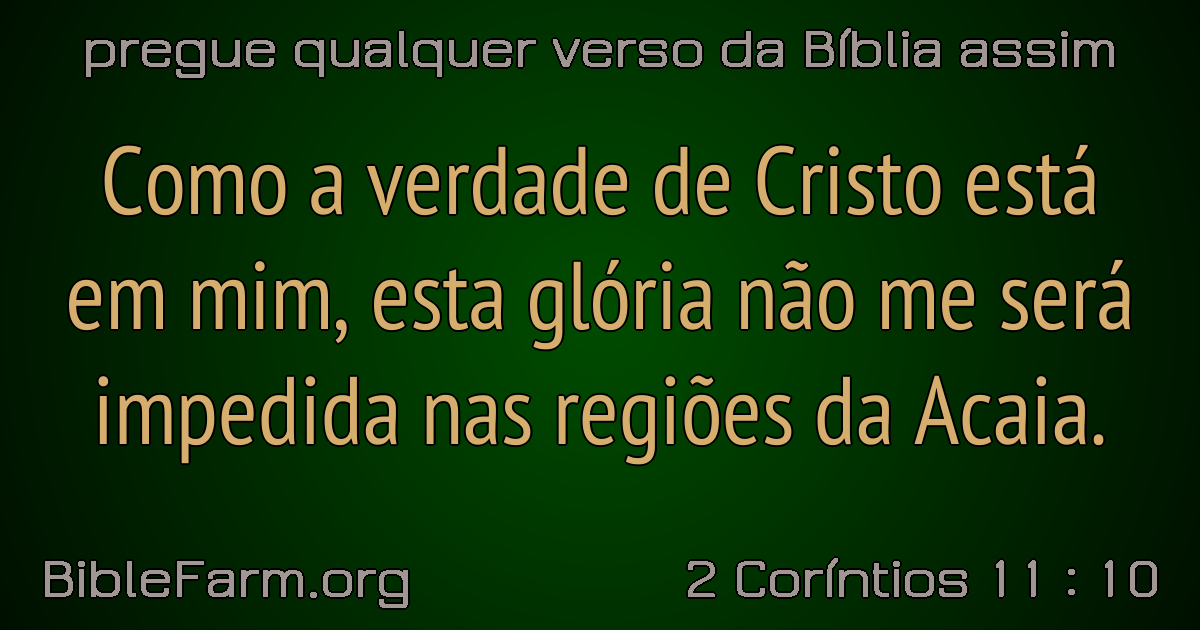 pregue qualquer verso da Bíblia assim
Como a verdade de Cristo está
em mim, esta glória não me será
impedida nas regiões da Acaia.
BibleFarm.org
2 Coríntios 11 : 10